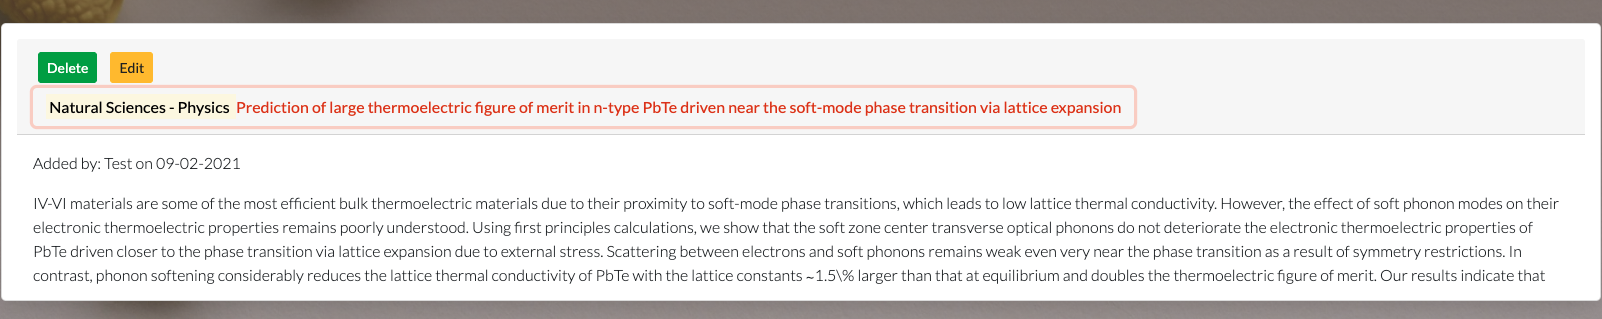 Delete Edit
Natural Sciences - Physics Prediction of large thermoelectric figure of merit in n-type PbTe driven near the soft-mode phase transition via lattice expansion
Added by: Test on 09-02-2021
IV-VI materials are some of the most efficient bulk thermoelectric materials due to their proximity to soft-mode phase transitions, which leads to low lattice thermal conductivity. However, the effect of soft phonon modes on their
electronic thermoelectric properties remains poorly understood. Using first principles calculations, we show that the soft zone center transverse optical phonons do not deteriorate the electronic thermoelectric properties of
PbTe driven closer to the phase transition via lattice expansion due to external stress. Scattering between electrons and soft phonons remains weak even very near the phase transition as a result of symmetry restrictions. In
contrast, phonon softening considerably reduces the lattice thermal conductivity of PbTe with the lattice constants ~1.5\% larger than that at equilibrium and doubles the thermoelectric figure of merit. Our results indicate that